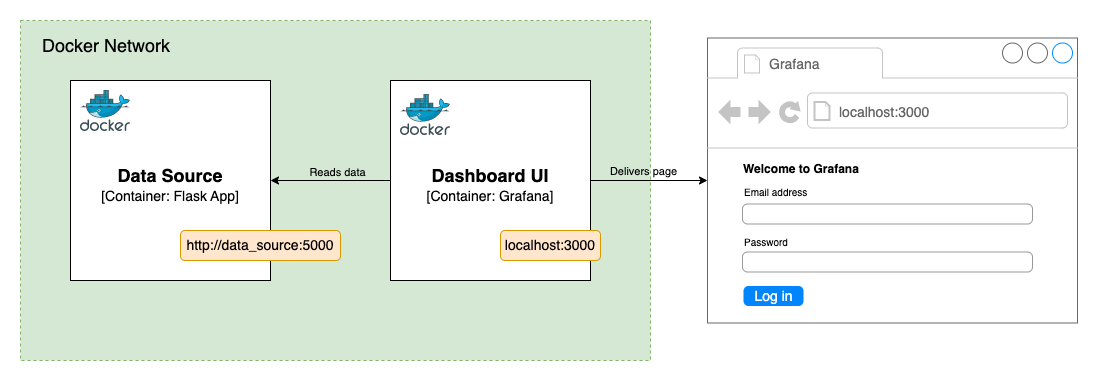 Docker Network
docker
Data Source
[Container: Flask App]
http://data_source:5000
Reads data
docker
Dashboard UI
[Container: Grafana]
localhost:3000
Delivers page
Grafana
localhost:3000
Welcome to Grafana
Email address
Password
Log in